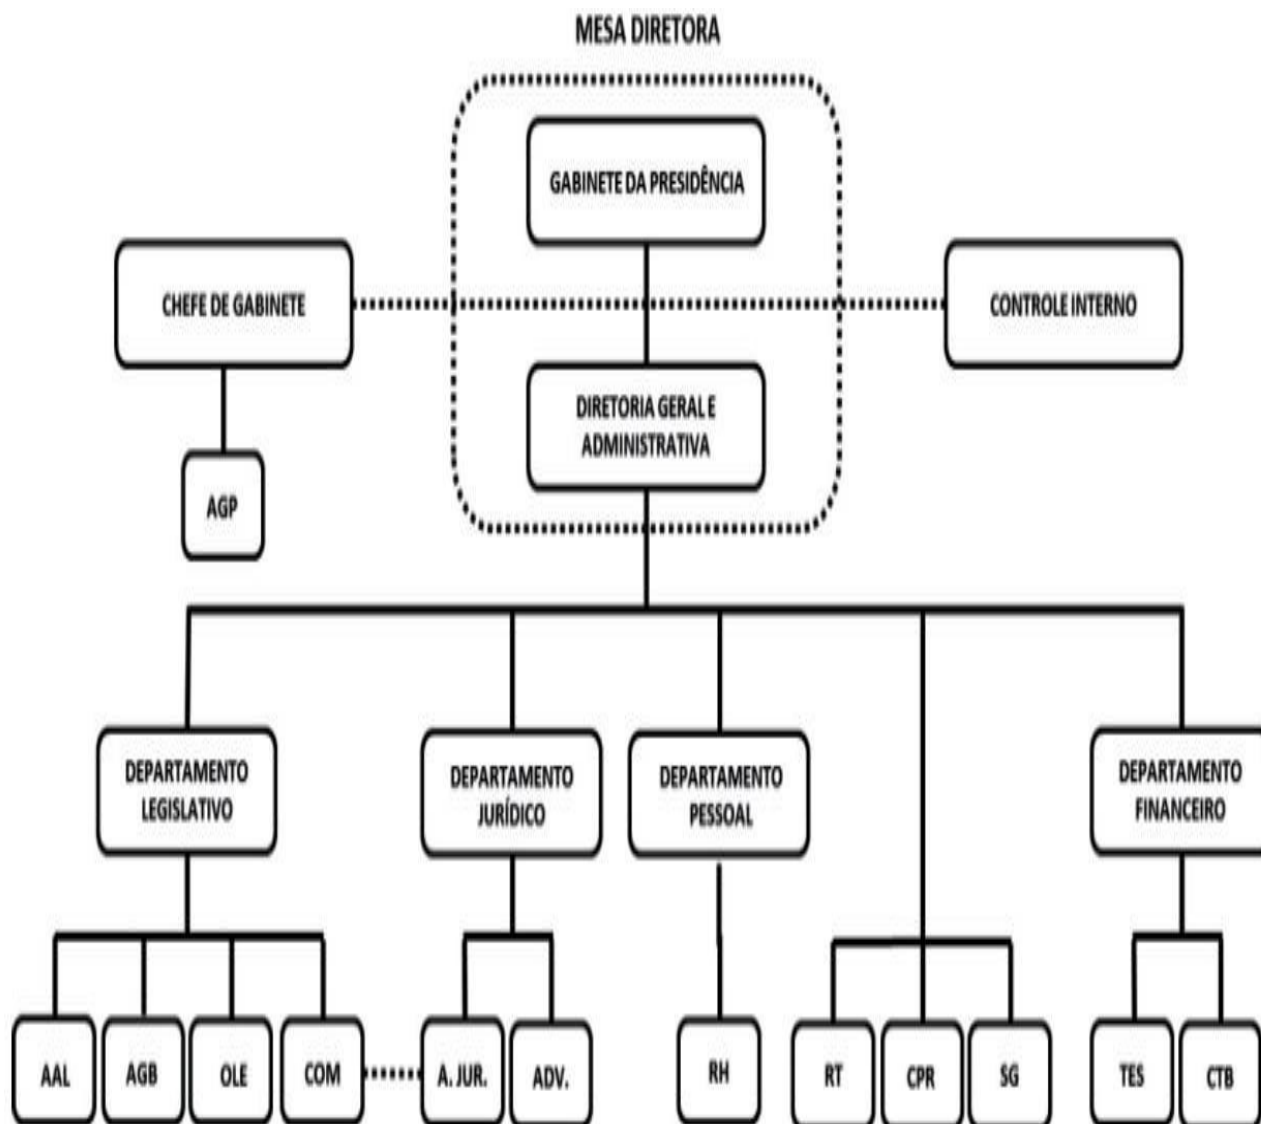 MESA DIRETORA
GABINETE DA PRESIDÊNCIA
CHEFE DE GABINETE
CONTROLE INTERNO
DIRETORIA GERAL E
ADMINISTRATIVA
AGP
DEPARTAMENTO
LEGISLATIVO
DEPARTAMENTO
JURÍDICO
DEPARTAMENTO
PESSOAL
DEPARTAMENTO
FINANCEIRO
AAL
AGB
OLE
COM
A. JUR.
ADV.
RH
RT
CPR
SG
TES
CTB